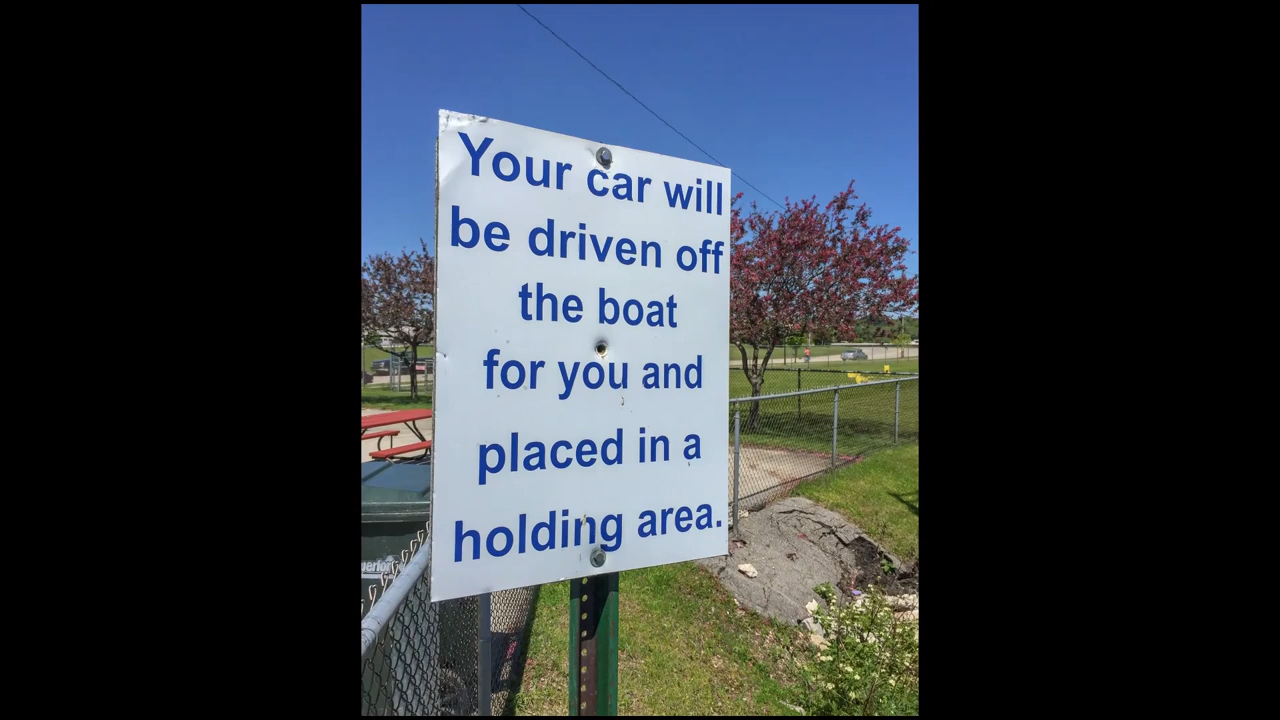 Your car will
be driven off
the boat
for you and
placed in a
holding area.